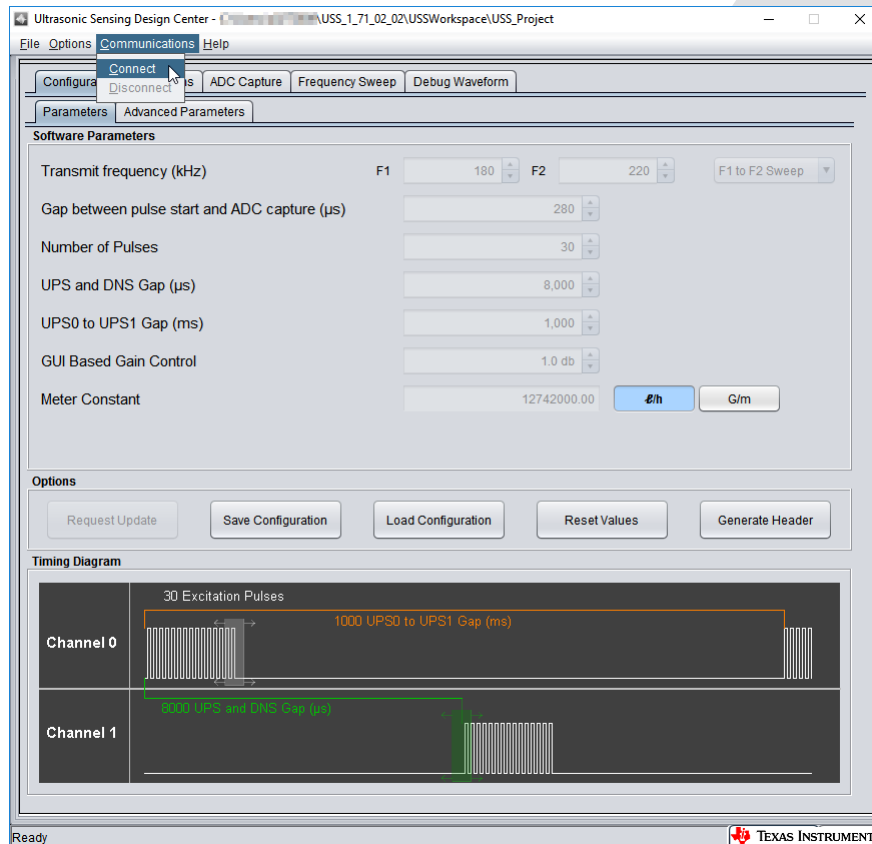 Ultrasonic Sensing Design Center - \USS_1_71_02_02\USSWorkspace\USS_Project
File Options Communications Help
Connect
Disconnect
Configura s ADC Capture Frequency Sweep Debug Waveform
Parameters Advanced Parameters
Software Parameters
Transmit frequency (kHz) F1 180 F2 220 F1 to F2 Sweep
Gap between pulse start and ADC capture (µs) 280
Number of Pulses 30
UPS and DNS Gap (µs) 8,000
UPS0 to UPS1 Gap (ms) 1,000
GUI Based Gain Control 1.0 db
Meter Constant 12742000.00 ℓ/h G/m
Options
Request Update Save Configuration Load Configuration Reset Values Generate Header
Timing Diagram
30 Excitation Pulses
1000 UPS0 to UPS1 Gap (ms)
Channel 0
8000 UPS and DNS Gap (µs)
Channel 1
Ready
TEXAS INSTRUMENT